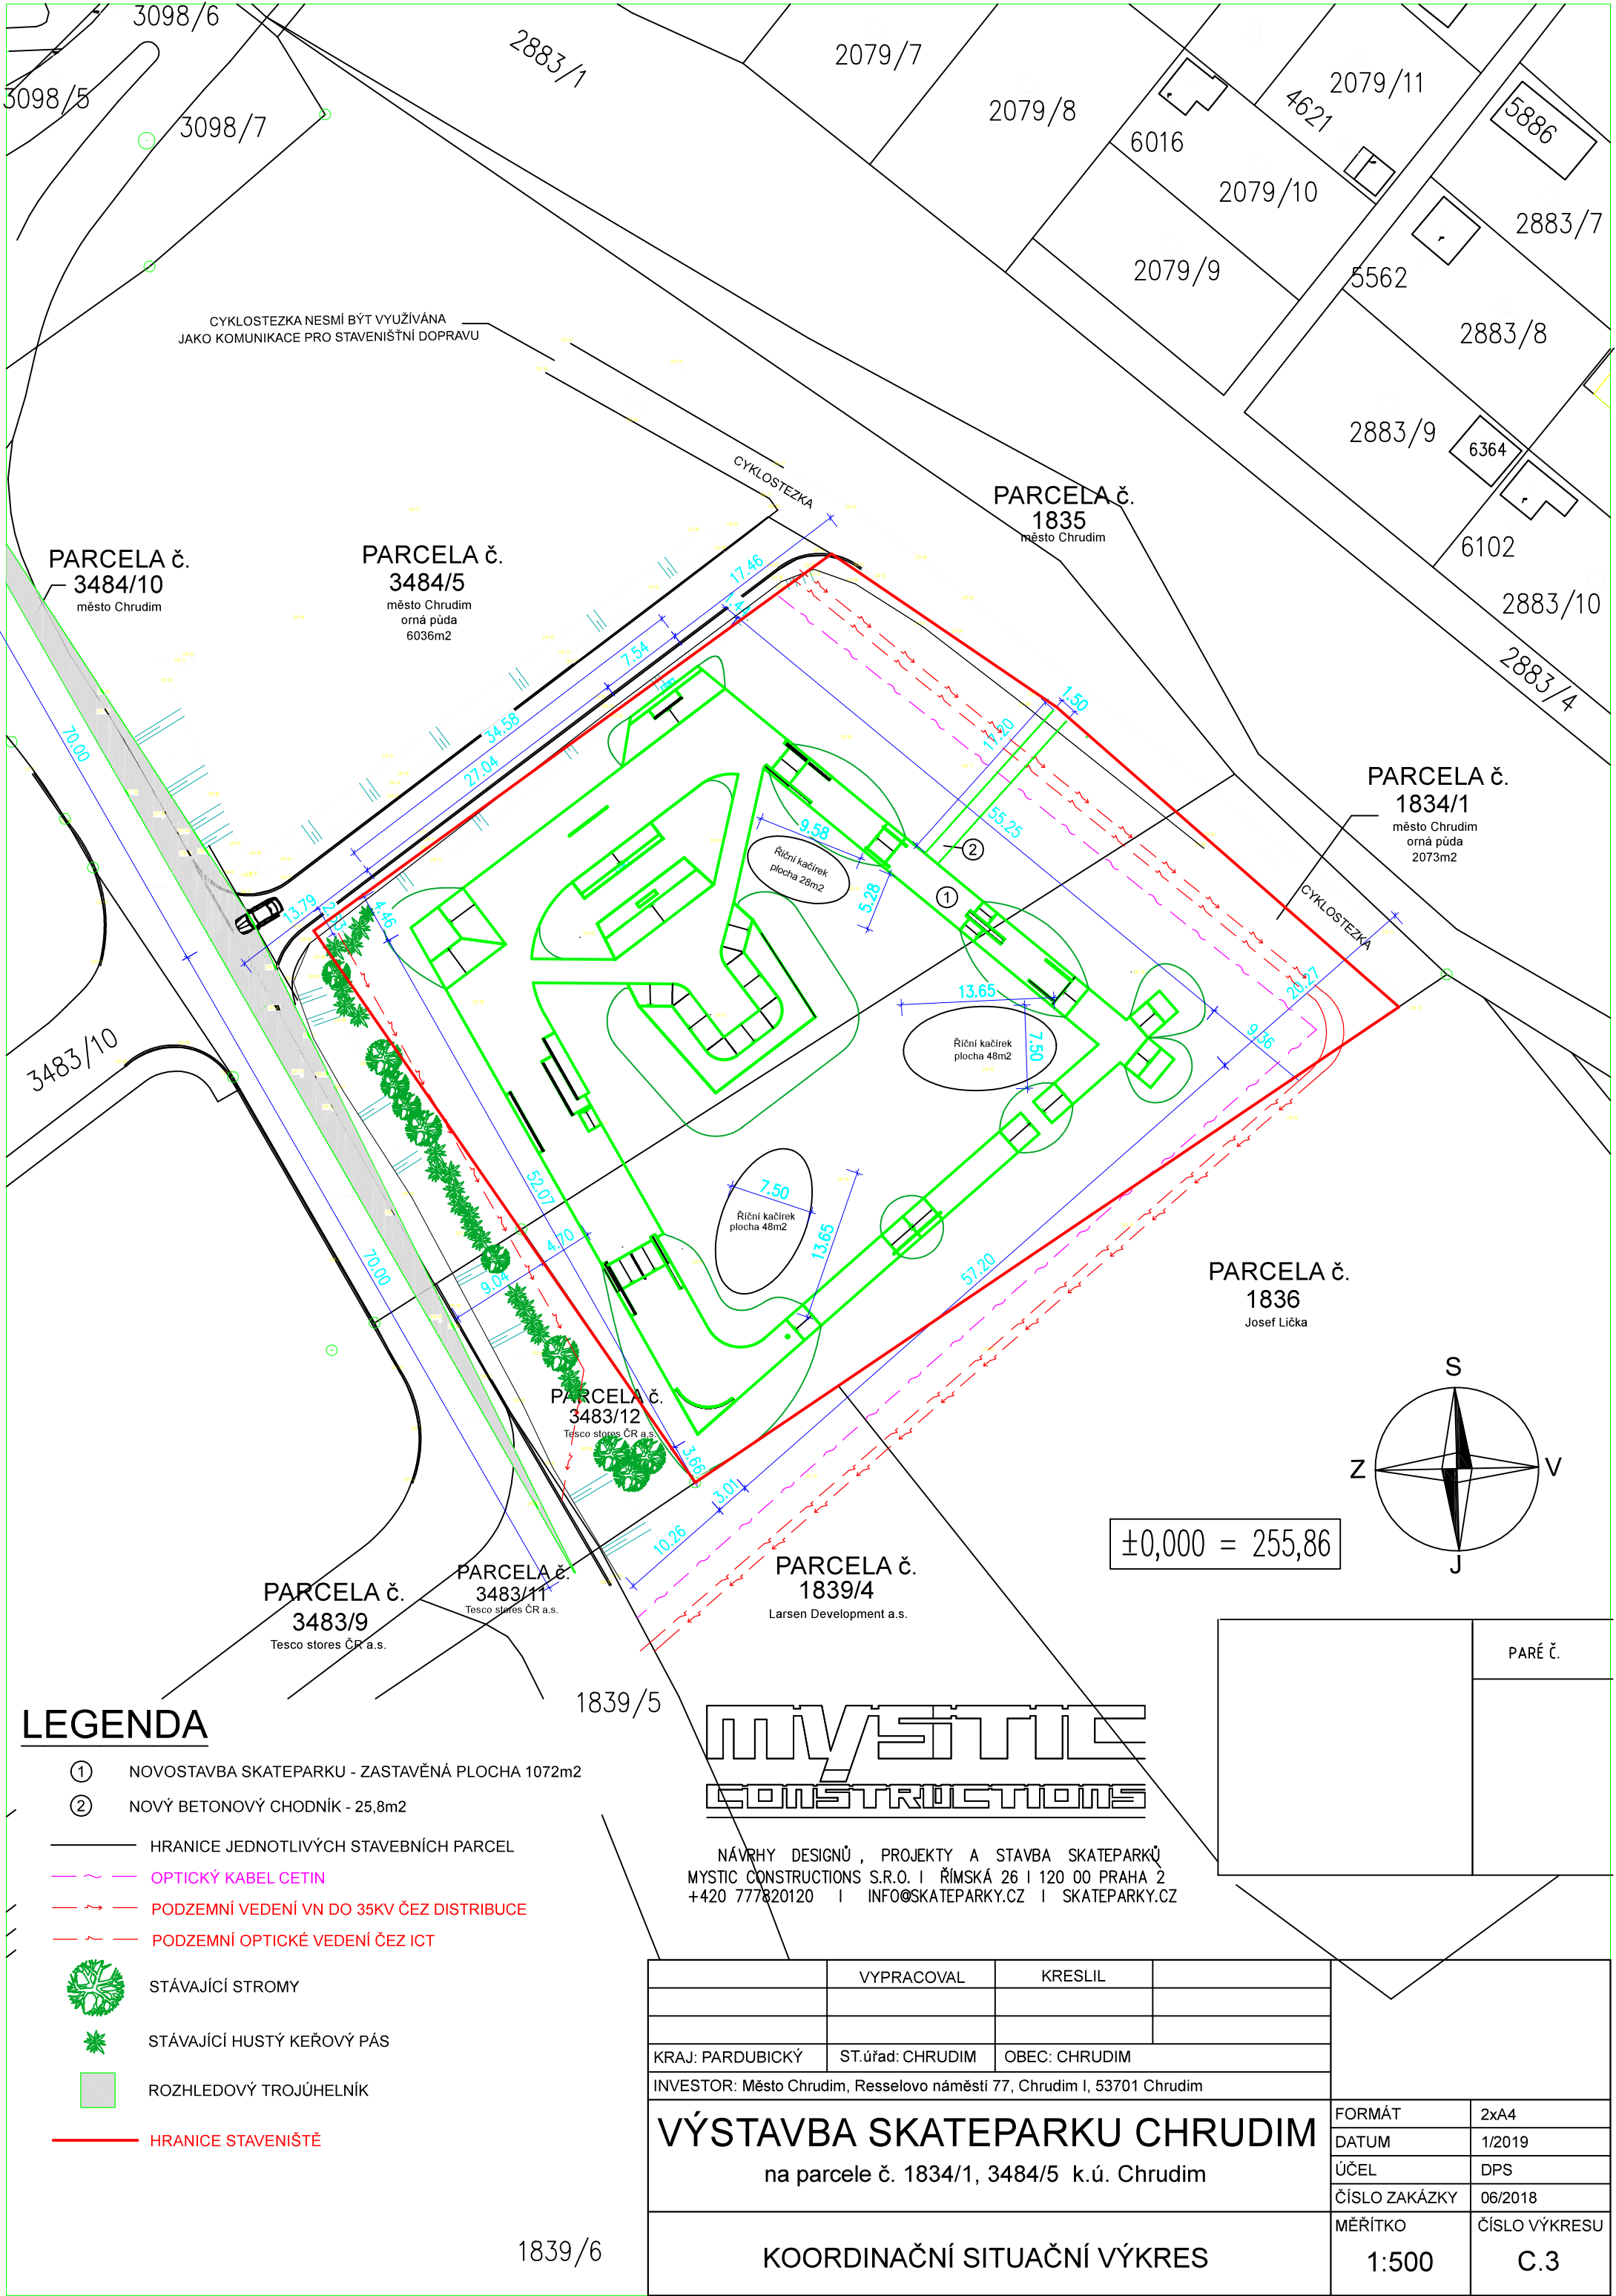 3098/6
2883/1
2079/7
2079/8
2079/11
4621
5886
3098/5
3098/7
6016
2079/10
2883/7
2079/9
5562
2883/8
CYKLOSTEZKA NESMÍ BÝT VYUŽÍVÁNA
JAKO KOMUNIKACE PRO STAVENIŠTNÍ DOPRAVU
2883/9
6364
CYKLOSTEZKA
PARCELA č.
1835
město Chrudim
6102
2883/10
2883/4
PARCELA č.
3484/10
město Chrudim
PARCELA č.
3484/5
město Chrudim
orná půda
6036m2
17.46
7.54
34.58
27.04
1.50
17.20
55.25
70.00
PARCELA č.
1834/1
město Chrudim
orná půda
2073m2
9.58
Říční kačírek
plocha 28m2
2
1
5.28
CYKLOSTEZKA
13.79
4.46
13.65
7.50
Říční kačírek
plocha 48m2
20.27
9.36
3483/10
52.07
7.50
Říční kačírek
plocha 48m2
13.65
4.70
9.04
70.00
57.20
PARCELA č.
1836
Josef Lička
PARCELA č.
3483/12
Tesco stores ČR a.s.
3.66
3.01
10.26
S
Z
V
J
±0,000 = 255,86
PARCELA č.
1839/4
Larsen Development a.s.
PARCELA č.
3483/11
Tesco stores ČR a.s.
PARCELA č.
3483/9
Tesco stores ČR a.s.
PARÉ Č.
1839/5
LEGENDA
1 NOVOSTAVBA SKATEPARKU - ZASTAVĚNÁ PLOCHA 1072m2
2 NOVÝ BETONOVÝ CHODNÍK - 25,8m2
HRANICE JEDNOTLIVÝCH STAVEBNÍCH PARCEL
OPTICKÝ KABEL CETIN
PODZEMNÍ VEDENÍ VN DO 35KV ČEZ DISTRIBUCE
PODZEMNÍ OPTICKÉ VEDENÍ ČEZ ICT
STÁVAJÍCÍ STROMY
STÁVAJÍCÍ HUSTÝ KEŘOVÝ PÁS
ROZHLEDOVÝ TROJÚHELNÍK
HRANICE STAVENIŠTĚ
1839/6
MYSTIC
CONSTRUCTIONS
NÁVRHY DESIGNŮ , PROJEKTY A STAVBA SKATEPARKŮ
MYSTIC CONSTRUCTIONS S.R.O. I ŘÍMSKÁ 26 I 120 00 PRAHA 2
+420 777820120 I INFO@SKATEPARKY.CZ I SKATEPARKY.CZ
VYPRACOVAL KRESLIL
KRAJ: PARDUBICKÝ ST.úřad: CHRUDIM OBEC: CHRUDIM
INVESTOR: Město Chrudim, Resselovo náměstí 77, Chrudim I, 53701 Chrudim
VÝSTAVBA SKATEPARKU CHRUDIM
na parcele č. 1834/1, 3484/5 k.ú. Chrudim
KOORDINAČNÍ SITUAČNÍ VÝKRES
FORMÁT 2xA4
DATUM 1/2019
ÚČEL DPS
ČÍSLO ZAKÁZKY 06/2018
MĚŘÍTKO ČÍSLO VÝKRESU
1:500 C.3